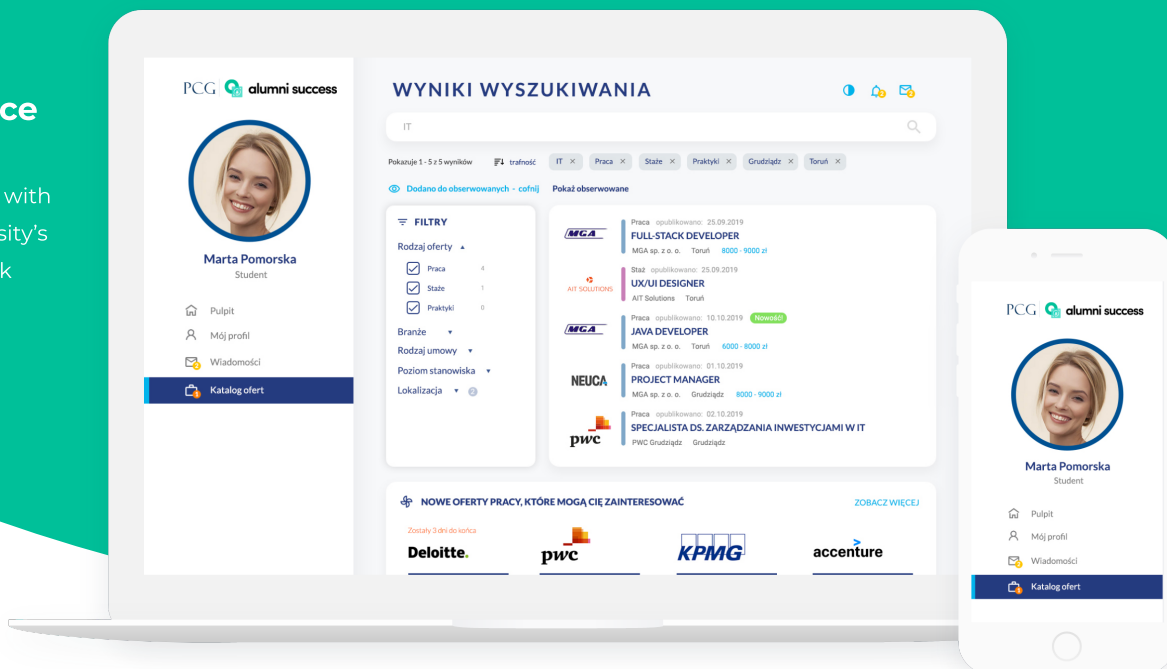 ce
with
sity's
k
PCG alumni success
Marta Pomorska
Student
Pulpit
Mój profil
Wiadomości
2
Katalog ofert
1
WYNIKI WYSZUKIWANIA
2
2
IT
Pokazuje 1 - 5 z 5 wyników trafność IT × Praca × Staże × Praktyki × Grudziądz × Toruń ×
Dodano do obserwowanych - cofnij Pokaż obserwowane
FILTRY
Rodzaj oferty
Praca 4
Staże 1
Praktyki 0
Branże
Rodzaj umowy
Poziom stanowiska
Lokalizacja 2
MGA
Praca opublikowano: 25.09.2019
FULL-STACK DEVELOPER
MGA sp. z o. o. Toruń 8000 - 9000 zł
AIT SOLUTIONS
Staż opublikowano: 25.09.2019
UX/UI DESIGNER
AIT Solutions Toruń
MGA
Praca opublikowano: 10.10.2019 Nowość!
JAVA DEVELOPER
MGA sp. z o. o. Toruń 6000 - 8000 zł
NEUCA
Praca opublikowano: 01.10.2019
PROJECT MANAGER
MGA sp. z o. o. Grudziądz 8000 - 9000 zł
pwc
Praca opublikowano: 02.10.2019
SPECJALISTA DS. ZARZĄDZANIA INWESTYCJAMI W IT
PWC Grudziądz Grudziądz
NOWE OFERTY PRACY, KTÓRE MOGĄ CIĘ ZAINTERESOWAĆ ZOBACZ WIĘCEJ
Zostały 3 dni do końca
Deloitte.
pwc
KPMG
accenture
PCG alumni success
Marta Pomorska
Student
Pulpit
Mój profil
Wiadomości
2
Katalog ofert
1